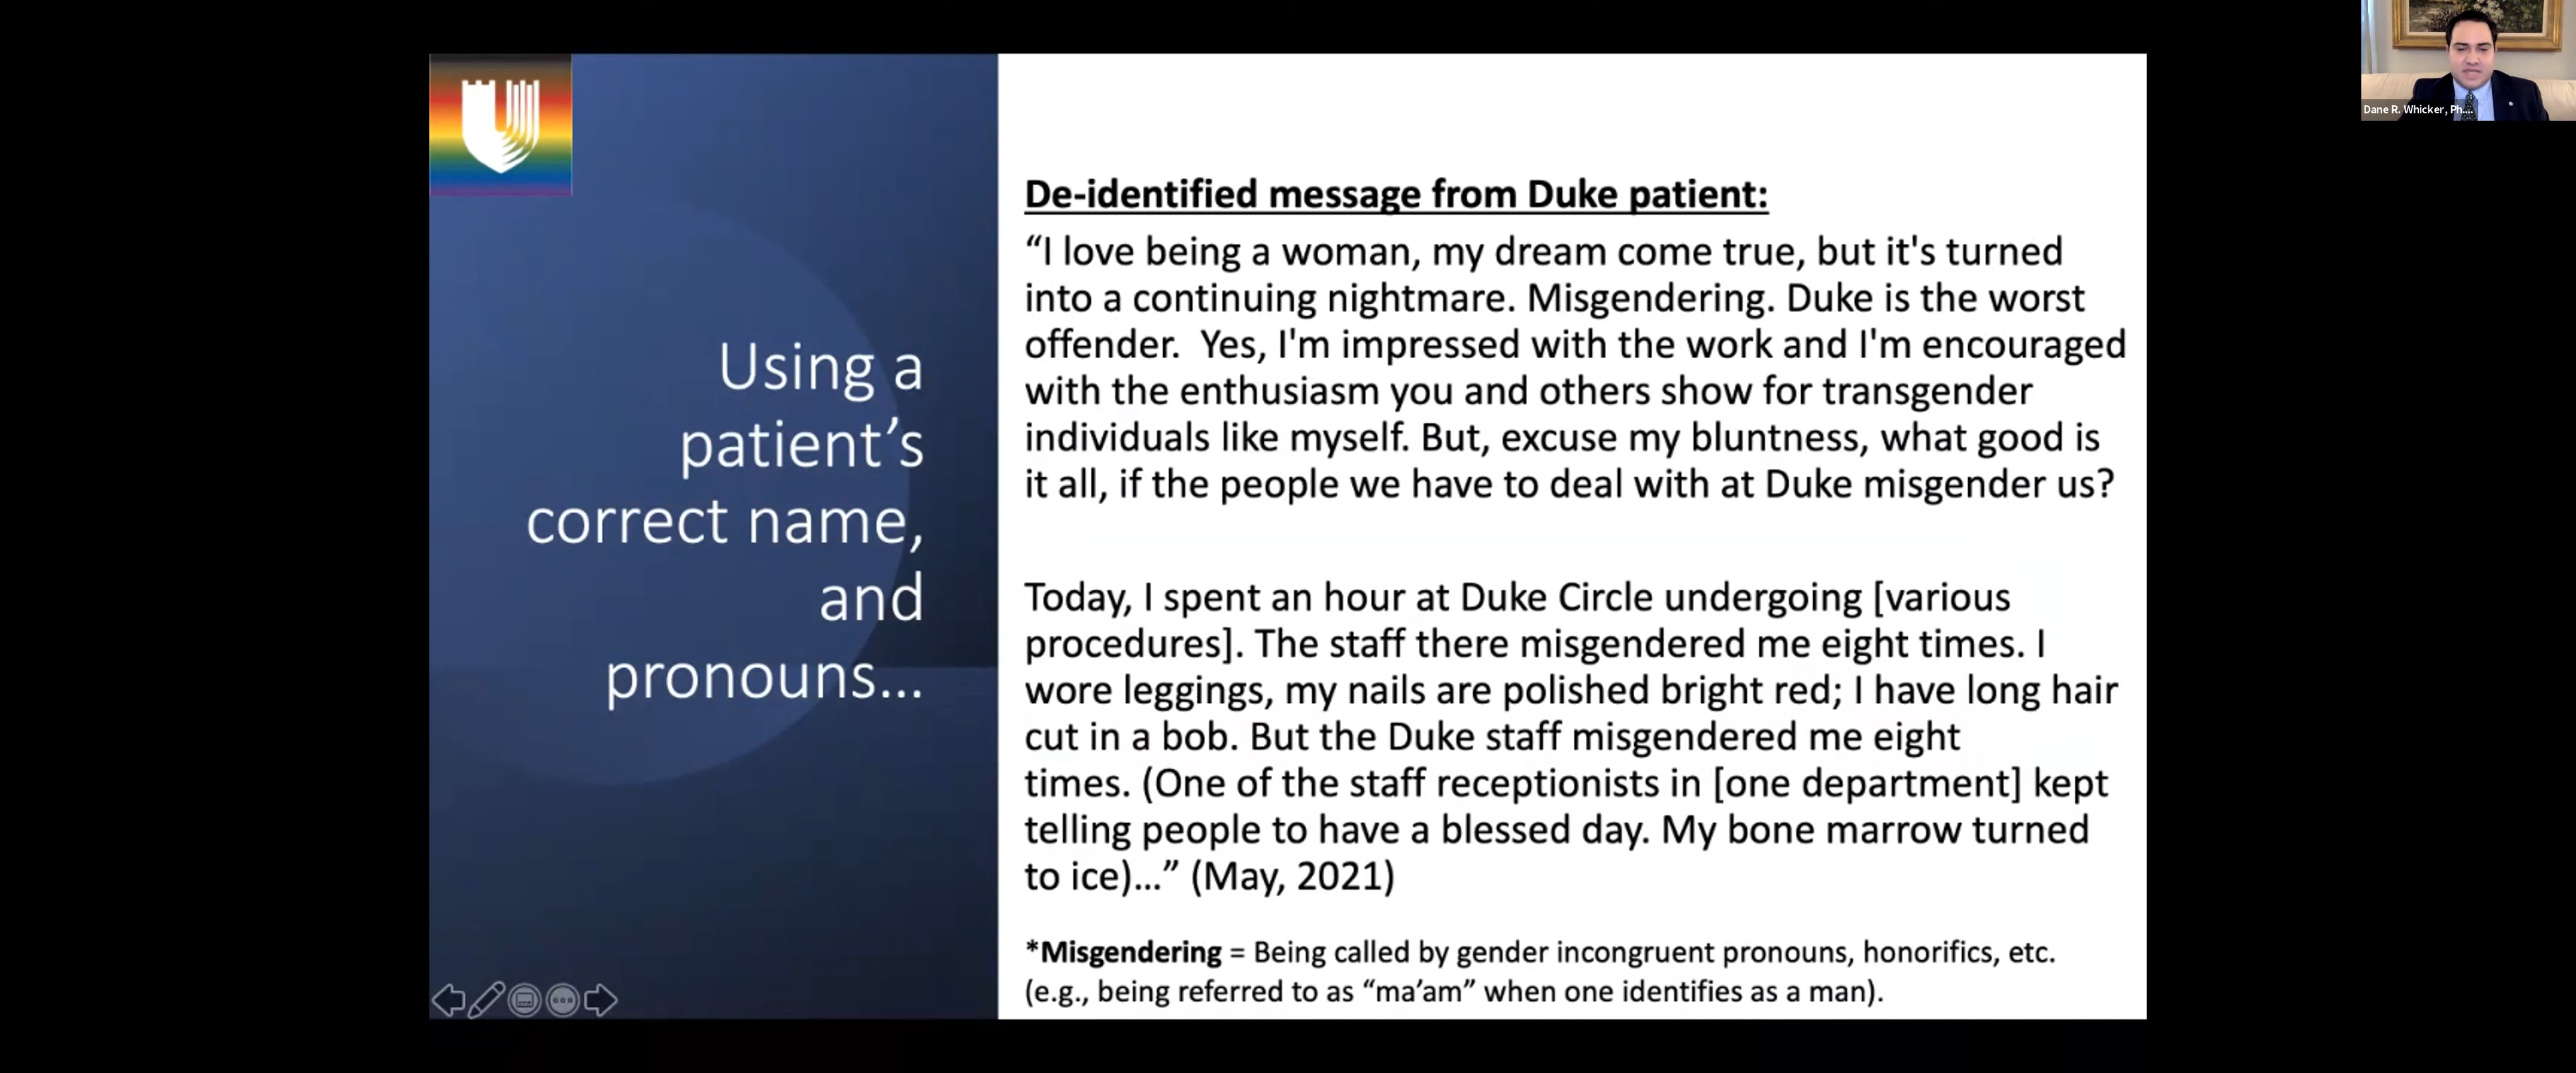 Dane R. Whicker, Ph....
Using a
patient’s
correct name,
and
pronouns...
De-identified message from Duke patient:
“I love being a woman, my dream come true, but it's turned
into a continuing nightmare. Misgendering. Duke is the worst
offender.  Yes, I'm impressed with the work and I'm encouraged
with the enthusiasm you and others show for transgender
individuals like myself. But, excuse my bluntness, what good is
it all, if the people we have to deal with at Duke misgender us?
Today, I spent an hour at Duke Circle undergoing [various
procedures]. The staff there misgendered me eight times. I
wore leggings, my nails are polished bright red; I have long hair
cut in a bob. But the Duke staff misgendered me eight
times. (One of the staff receptionists in [one department] kept
telling people to have a blessed day. My bone marrow turned
to ice)...” (May, 2021)
*Misgendering = Being called by gender incongruent pronouns, honorifics, etc.
(e.g., being referred to as “ma’am” when one identifies as a man).